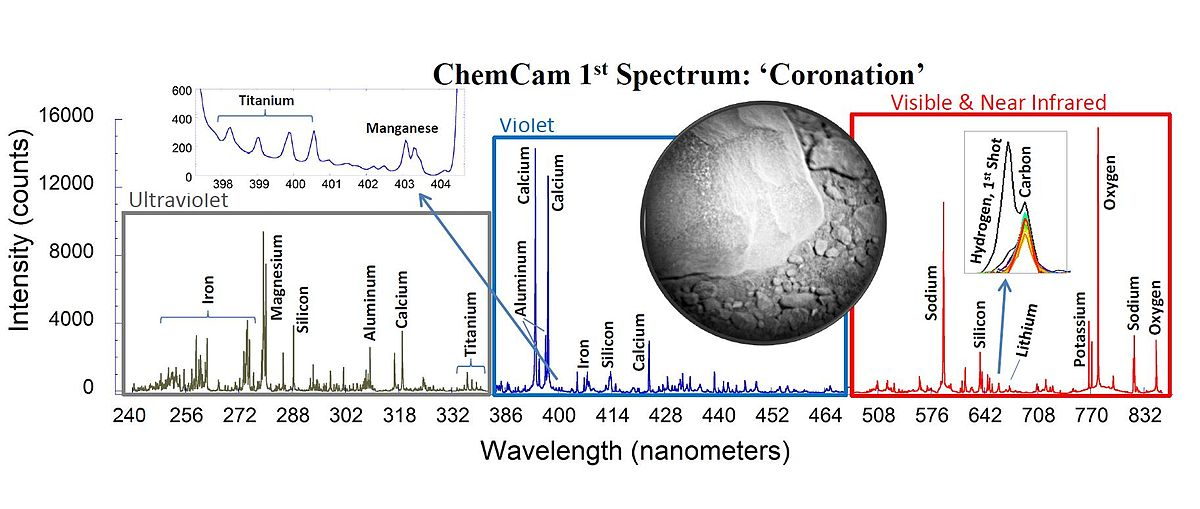 ChemCam 1st Spectrum: ‘Coronation’
Visible & Near Infrared
Violet
Ultraviolet
600
400
200
0
Titanium
Manganese
398 399 400 401 402 403 404
Intensity (counts)
16000
12000
8000
4000
0
Iron
Magnesium
Silicon
Aluminum
Calcium
Titanium
Calcium
Calcium
Aluminum
Iron
Silicon
Calcium
Sodium
Silicon
Hydrogen, 1st Shot
Carbon
Lithium
Potassium
Oxygen
Sodium
Oxygen
240 256 272 288 302 318 332 386 400 414 428 440 452 464 508 576 642 708 770 832
Wavelength (nanometers)